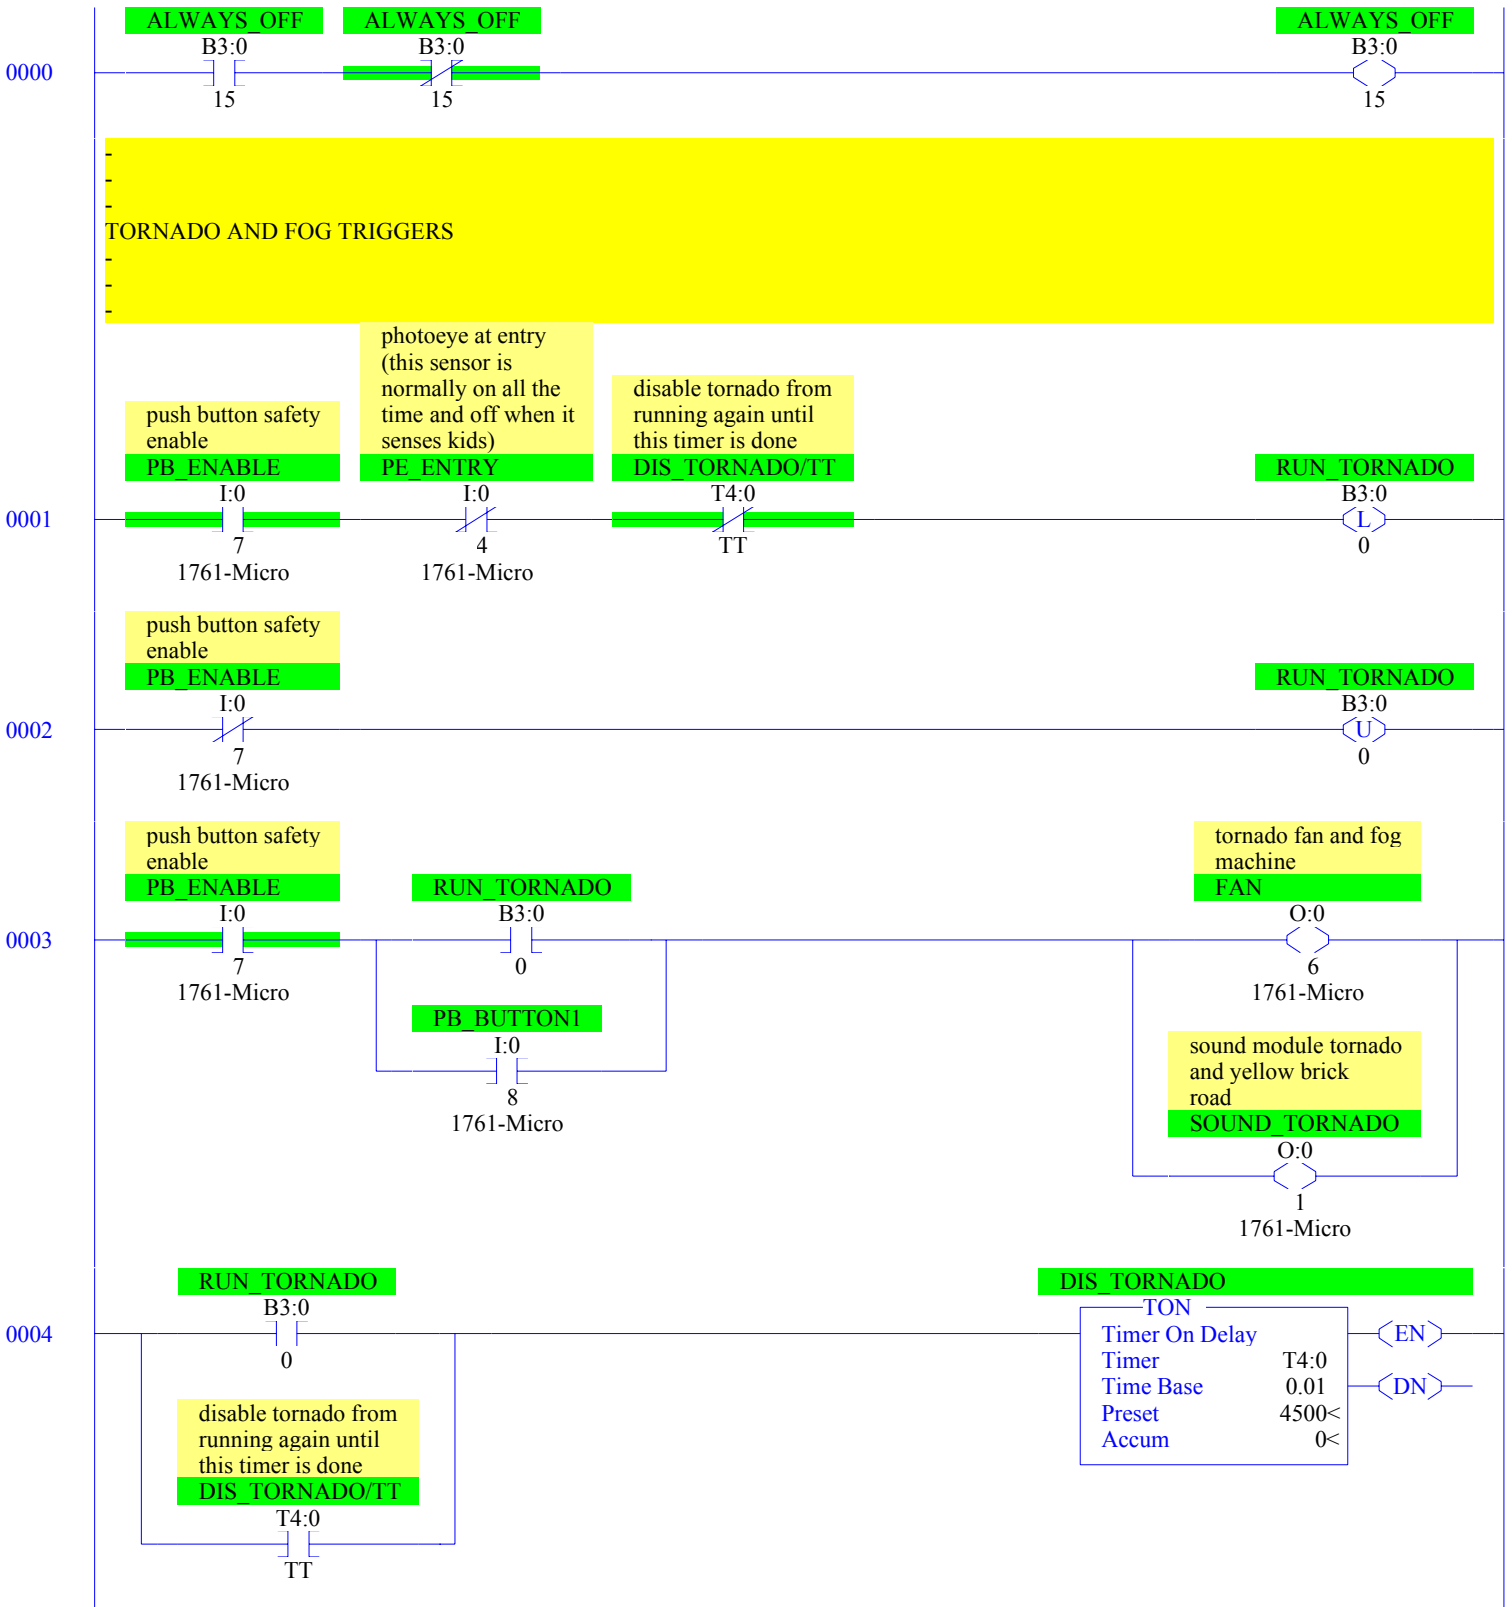 ALWAYS_OFF ALWAYS_OFF ALWAYS_OFF
B3:0 B3:0 B3:0
0000
15 15 15
-
-
-
TORNADO AND FOG TRIGGERS
-
-
-
push button safety
enable
PB_ENABLE
I:0
7
1761-Micro
photoeye at entry
(this sensor is
normally on all the
time and off when it
senses kids)
PE_ENTRY
I:0
4
1761-Micro
disable tornado from
running again until
this timer is done
DIS_TORNADO/TT
T4:0
TT
RUN_TORNADO
B3:0
L
0
0001
push button safety
enable
PB_ENABLE
I:0
7
1761-Micro
RUN_TORNADO
B3:0
U
0
0002
push button safety
enable
PB_ENABLE
I:0
7
1761-Micro
RUN_TORNADO
B3:0
0
PB_BUTTON1
I:0
8
1761-Micro
tornado fan and fog
machine
FAN
O:0
6
1761-Micro
sound module tornado
and yellow brick
road
SOUND_TORNADO
O:0
1
1761-Micro
0003
RUN_TORNADO
B3:0
0
disable tornado from
running again until
this timer is done
DIS_TORNADO/TT
T4:0
TT
DIS_TORNADO
TON
Timer On Delay
Timer T4:0
Time Base 0.01
Preset 4500<
Accum 0<
EN
DN
0004